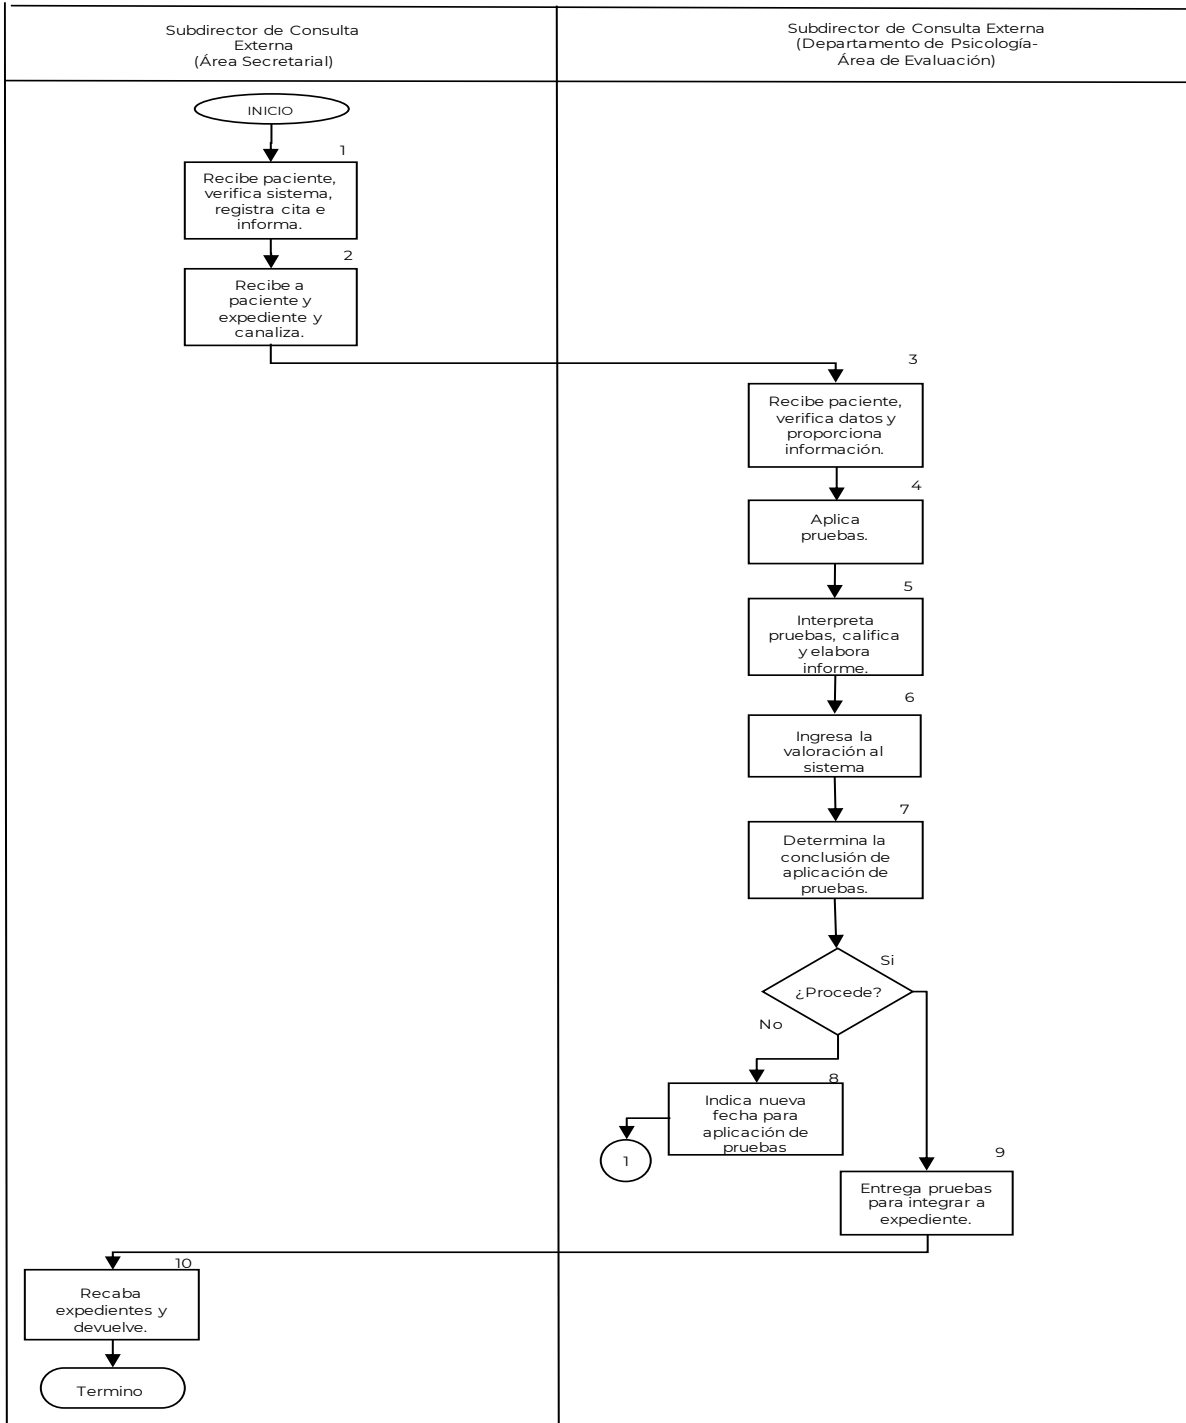 Subdirector de Consulta
Externa
(Área Secretarial)
Subdirector de Consulta Externa
(Departamento de Psicología-
Área de Evaluación)
INICIO
1
Recibe paciente,
verifica sistema,
registra cita e
informa.
2
Recibe a
paciente y
expediente y
canaliza.
3
Recibe paciente,
verifica datos y
proporciona
información.
4
Aplica
pruebas.
5
Interpreta
pruebas, califica
y elabora
informe.
6
Ingresa la
valoración al
sistema
7
Determina la
conclusión de
aplicación de
pruebas.
Si
¿Procede?
No
8
Indica nueva
fecha para
aplicación de
pruebas
1
9
Entrega pruebas
para integrar a
expediente.
10
Recaba
expedientes y
devuelve.
Termino